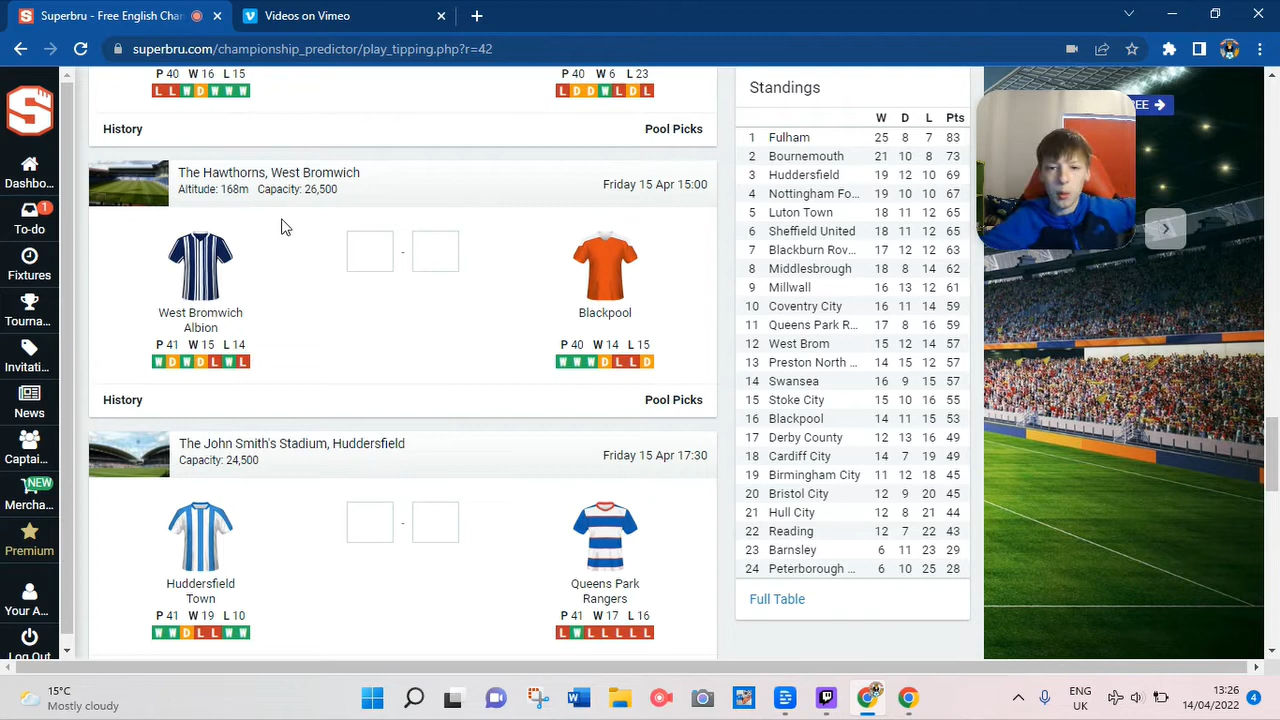 Superbru - Free English Chan
Videos on Vimeo
superbru.com/championship_predictor/play_tipping.php?r=42
Dashbo...
To-do
1
Fixtures
Tourna...
Invitati...
News
Captai...
NEW
Mercha...
Premium
Your A...
Log Out
P 40 W 16 L 15
L L W D W W W
P 40 W 6 L 23
L D D W L D L
History
Pool Picks
The Hawthorns, West Bromwich
Altitude: 168m Capacity: 26,500
Friday 15 Apr 15:00
-
West Bromwich
Albion
Blackpool
P 41 W 15 L 14
W D W D L W L
P 40 W 14 L 15
W W W D L L D
History
Pool Picks
The John Smith's Stadium, Huddersfield
Capacity: 24,500
Friday 15 Apr 17:30
-
Huddersfield
Town
Queens Park
Rangers
P 41 W 19 L 10
W W D L L W W
P 41 W 17 L 16
L W L L L L L
Standings
W D L Pts
1 Fulham 25 8 7 83
2 Bournemouth 21 10 8 73
3 Huddersfield 19 12 10 69
4 Nottingham Fo... 19 10 10 67
5 Luton Town 18 11 12 65
6 Sheffield United 18 11 12 65
7 Blackburn Rov... 17 12 12 63
8 Middlesbrough 18 8 14 62
9 Millwall 16 13 12 61
10 Coventry City 16 11 14 59
11 Queens Park R... 17 8 16 59
12 West Brom 15 12 14 57
13 Preston North ... 14 15 12 57
14 Swansea 16 9 15 57
15 Stoke City 15 10 16 55
16 Blackpool 14 11 15 53
17 Derby County 12 13 16 49
18 Cardiff City 14 7 19 49
19 Birmingham City 11 12 18 45
20 Bristol City 12 9 20 45
21 Hull City 12 8 21 44
22 Reading 12 7 22 43
23 Barnsley 6 11 23 29
24 Peterborough ... 6 10 25 28
Full Table
EE
15°C
Mostly cloudy
ENG
UK
13:26
14/04/2022
4